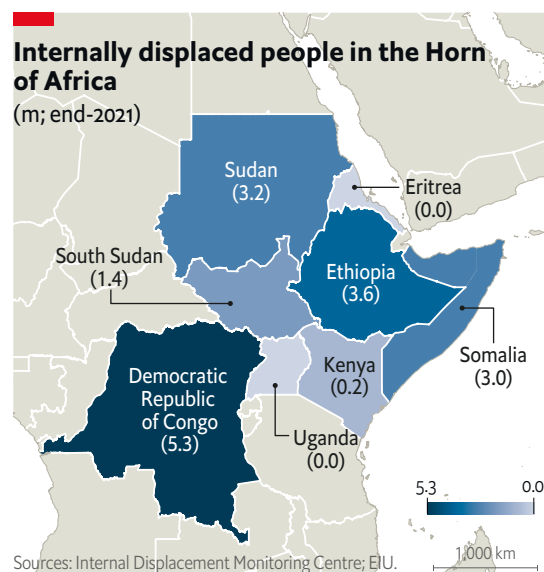 Internally displaced people in the Horn
of Africa
(m; end-2021)
Sudan
(3.2)
Eritrea
(0.0)
South Sudan
(1.4)
Ethiopia
(3.6)
Somalia
(3.0)
Kenya
(0.2)
Democratic
Republic
of Congo
(5.3)
Uganda
(0.0)
5.3 0.0
Sources: Internal Displacement Monitoring Centre; EIU.
1,000 km